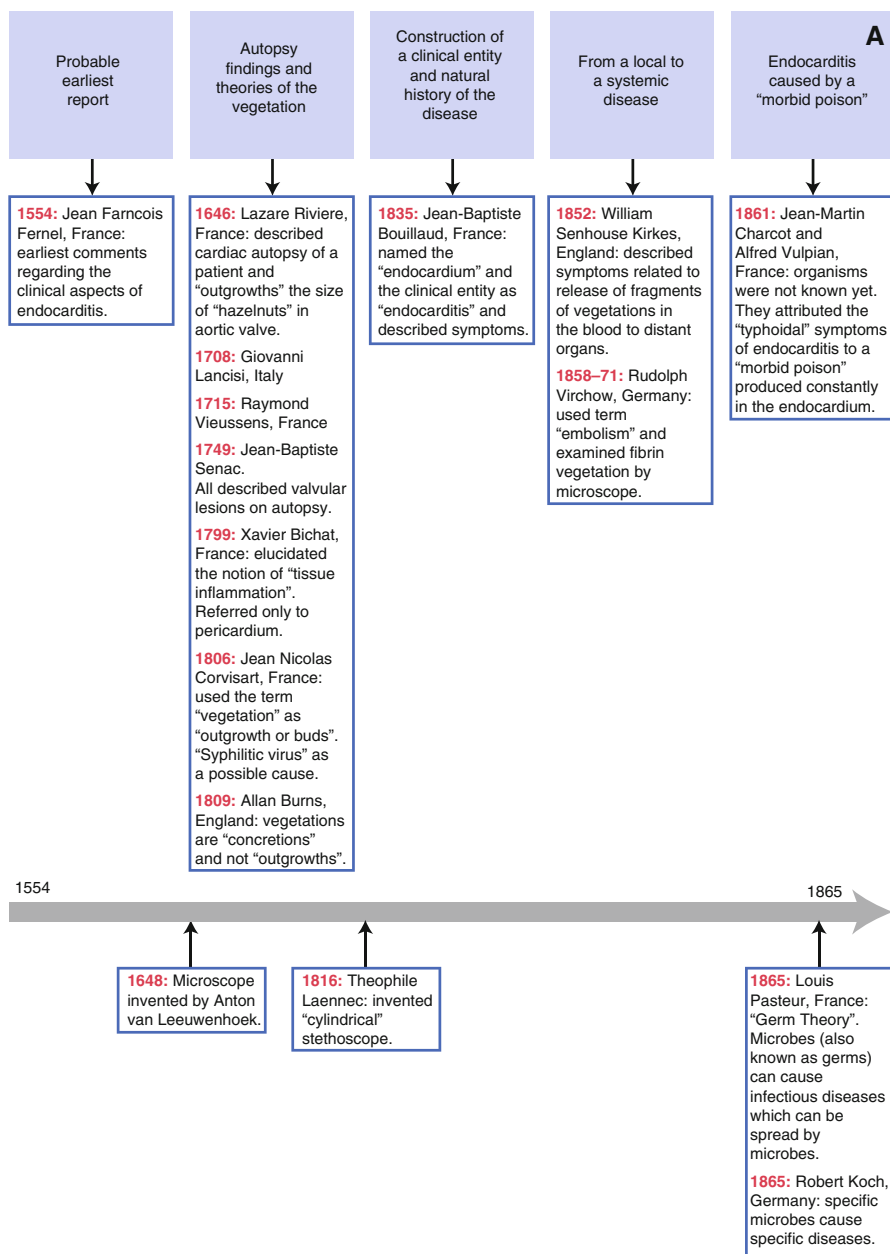 A
Probable
earliest
report
Autopsy
findings and
theories of the
vegetation
Construction of
a clinical entity
and natural
history of the
disease
From a local to
a systemic
disease
Endocarditis
caused by a
“morbid poison”
1554: Jean Farncois
Fernel, France:
earliest comments
regarding the
clinical aspects of
endocarditis.
1646: Lazare Riviere,
France: described
cardiac autopsy of a
patient and
“outgrowths” the size
of “hazelnuts” in
aortic valve.
1708: Giovanni
Lancisi, Italy
1715: Raymond
Vieussens, France
1749: Jean-Baptiste
Senac.
All described valvular
lesions on autopsy.
1799: Xavier Bichat,
France: elucidated
the notion of “tissue
inflammation”.
Referred only to
pericardium.
1806: Jean Nicolas
Corvisart, France:
used the term
“vegetation” as
“outgrowth or buds”.
“Syphilitic virus” as
a possible cause.
1809: Allan Burns,
England: vegetations
are “concretions”
and not “outgrowths”.
1835: Jean-Baptiste
Bouillaud, France:
named the
“endocardium” and
the clinical entity as
“endocarditis” and
described symptoms.
1852: William
Senhouse Kirkes,
England: described
symptoms related to
release of fragments
of vegetations in
the blood to distant
organs.
1858–71: Rudolph
Virchow, Germany:
used term
“embolism” and
examined fibrin
vegetation by
microscope.
1861: Jean-Martin
Charcot and
Alfred Vulpian,
France: organisms
were not known yet.
They attributed the
“typhoidal” symptoms
of endocarditis to a
“morbid poison”
produced constantly
in the endocardium.
1554
1865
1648: Microscope
invented by Anton
van Leeuwenhoek.
1816: Theophile
Laennec: invented
“cylindrical”
stethoscope.
1865: Louis
Pasteur, France:
“Germ Theory”.
Microbes (also
known as germs)
can cause
infectious diseases
which can be
spread by
microbes.
1865: Robert Koch,
Germany: specific
microbes cause
specific diseases.